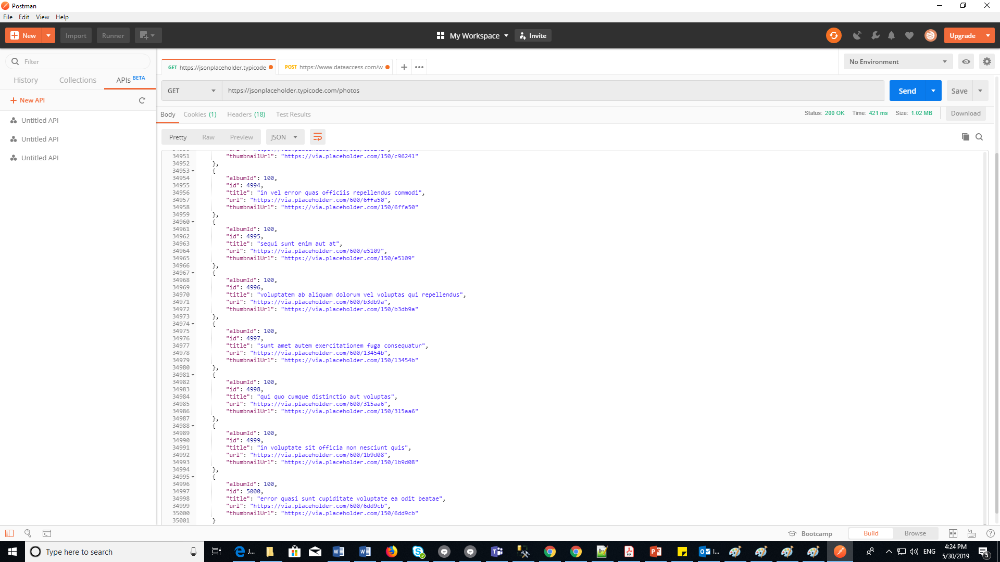 Postman
File Edit View Help
New Import Runner My Workspace Invite Upgrade
Filter
History Collections APIs BETA
New API
Untitled API
Untitled API
Untitled API
GET https://jsonplaceholder.typicode POST https://www.dataaccess.com/w No Environment
GET https://jsonplaceholder.typicode.com/photos Send Save
Body Cookies (1) Headers (18) Test Results Status: 200 OK Time: 421 ms Size: 1.02 MB Download
Pretty Raw Preview JSON
34951 "thumbnailUrl": "https://via.placeholder.com/150/c96241"
34952 },
34953 {
34954 "albumId": 100,
34955 "id": 4994,
34956 "title": "in vel error quas officiis repellendus commodi",
34957 "url": "https://via.placeholder.com/600/6ffa50",
34958 "thumbnailUrl": "https://via.placeholder.com/150/6ffa50"
34959 },
34960 {
34961 "albumId": 100,
34962 "id": 4995,
34963 "title": "sequi sunt enim aut at",
34964 "url": "https://via.placeholder.com/600/e5109",
34965 "thumbnailUrl": "https://via.placeholder.com/150/e5109"
34966 },
34967 {
34968 "albumId": 100,
34969 "id": 4996,
34970 "title": "voluptatem ab aliquam dolorum vel voluptas qui repellendus",
34971 "url": "https://via.placeholder.com/600/b3db9a",
34972 "thumbnailUrl": "https://via.placeholder.com/150/b3db9a"
34973 },
34974 {
34975 "albumId": 100,
34976 "id": 4997,
34977 "title": "sunt amet autem exercitationem fuga consequatur",
34978 "url": "https://via.placeholder.com/600/13454b",
34979 "thumbnailUrl": "https://via.placeholder.com/150/13454b"
34980 },
34981 {
34982 "albumId": 100,
34983 "id": 4998,
34984 "title": "qui quo cumque distinctio aut voluptas",
34985 "url": "https://via.placeholder.com/600/315aa6",
34986 "thumbnailUrl": "https://via.placeholder.com/150/315aa6"
34987 },
34988 {
34989 "albumId": 100,
34990 "id": 4999,
34991 "title": "in voluptate sit officia non nesciunt quis",
34992 "url": "https://via.placeholder.com/600/1b9d08",
34993 "thumbnailUrl": "https://via.placeholder.com/150/1b9d08"
34994 },
34995 {
34996 "albumId": 100,
34997 "id": 5000,
34998 "title": "error quasi sunt cupiditate voluptate ea odit beatae",
34999 "url": "https://via.placeholder.com/600/6dd9cb",
35000 "thumbnailUrl": "https://via.placeholder.com/150/6dd9cb"
35001 }
Bootcamp Build Browse
Type here to search J... I... ENG 4:24 PM
5/30/2019 5